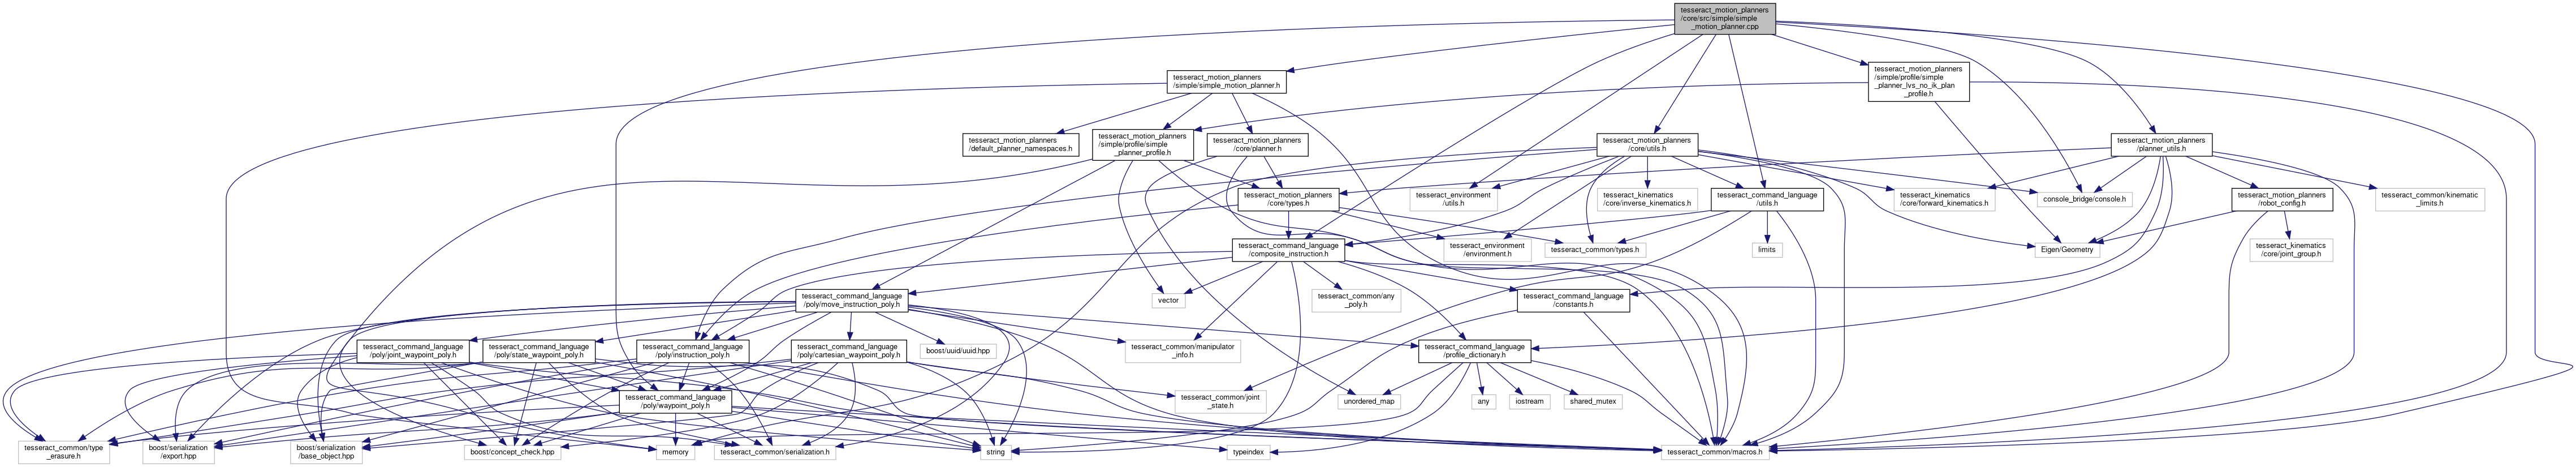 tesseract_motion_planners
/core/src/simple/simple
_motion_planner.cpp
tesseract_motion_planners
/simple/simple_motion_planner.h
tesseract_motion_planners
/simple/profile/simple
_planner_lvs_no_ik_plan
_profile.h
tesseract_motion_planners
/default_planner_namespaces.h
tesseract_motion_planners
/simple/profile/simple
_planner_profile.h
tesseract_motion_planners
/core/planner.h
tesseract_motion_planners
/core/utils.h
tesseract_motion_planners
/planner_utils.h
tesseract_motion_planners
/core/types.h
tesseract_environment
/utils.h
tesseract_kinematics
/core/inverse_kinematics.h
tesseract_command_language
/utils.h
tesseract_kinematics
/core/forward_kinematics.h
console_bridge/console.h
tesseract_motion_planners
/robot_config.h
tesseract_common/kinematic
_limits.h
tesseract_command_language
/composite_instruction.h
tesseract_environment
/environment.h
tesseract_common/types.h
limits
Eigen/Geometry
tesseract_kinematics
/core/joint_group.h
tesseract_command_language
/poly/move_instruction_poly.h
vector
tesseract_common/any
_poly.h
tesseract_command_language
/constants.h
tesseract_command_language
/poly/joint_waypoint_poly.h
tesseract_command_language
/poly/state_waypoint_poly.h
tesseract_command_language
/poly/instruction_poly.h
tesseract_command_language
/poly/cartesian_waypoint_poly.h
boost/uuid/uuid.hpp
tesseract_common/manipulator
_info.h
tesseract_command_language
/profile_dictionary.h
tesseract_command_language
/poly/waypoint_poly.h
tesseract_common/joint
_state.h
unordered_map
any
iostream
shared_mutex
tesseract_common/type
_erasure.h
boost/serialization
/export.hpp
boost/serialization
/base_object.hpp
boost/concept_check.hpp
memory
tesseract_common/serialization.h
string
typeindex
tesseract_common/macros.h